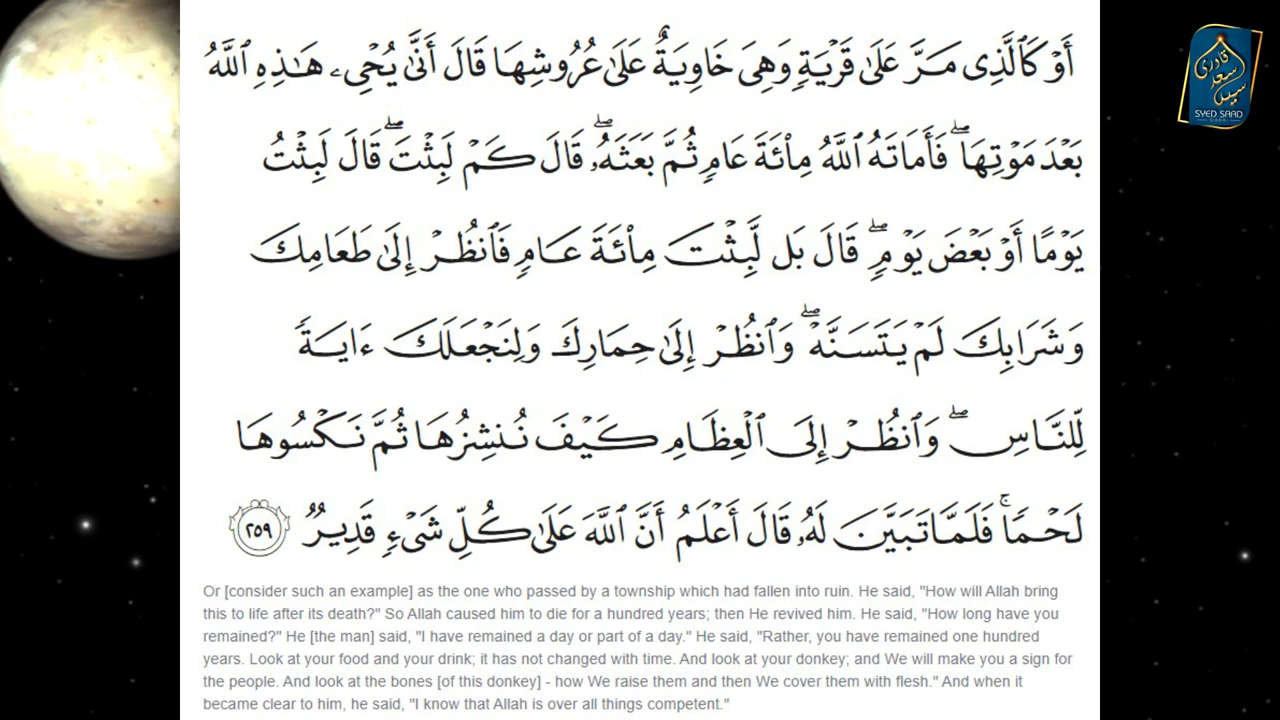 أَوْ كَٱلَّذِى مَرَّ عَلَىٰ قَرْيَةٍ وَهِىَ خَاوِيَةٌ عَلَىٰ عُرُوشِهَا قَالَ أَنَّىٰ يُحْىِۦ هَـٰذِهِ ٱللَّهُ
بَعْدَ مَوْتِهَا ۖ فَأَمَاتَهُ ٱللَّهُ مِا۟ئَةَ عَامٍ ثُمَّ بَعَثَهُۥ ۖ قَالَ كَمْ لَبِثْتَ ۖ قَالَ لَبِثْتُ
يَوْمًا أَوْ بَعْضَ يَوْمٍ ۖ قَالَ بَل لَّبِثْتَ مِا۟ئَةَ عَامٍ فَٱنظُرْ إِلَىٰ طَعَامِكَ
وَشَرَابِكَ لَمْ يَتَسَنَّهْ ۖ وَٱنظُرْ إِلَىٰ حِمَارِكَ وَلِنَجْعَلَكَ ءَايَةً
لِّلنَّاسِ ۖ وَٱنظُرْ إِلَى ٱلْعِظَامِ كَيْفَ نُنشِزُهَا ثُمَّ نَكْسُوهَا
لَحْمًا ۚ فَلَمَّا تَبَيَّنَ لَهُۥ قَالَ أَعْلَمُ أَنَّ ٱللَّهَ عَلَىٰ كُلِّ شَىْءٍ قَدِيرٌ ٢٥٩
Or [consider such an example] as the one who passed by a township which had fallen into ruin. He said, "How will Allah bring
this to life after its death?" So Allah caused him to die for a hundred years; then He revived him. He said, "How long have you
remained?" He [the man] said, "I have remained a day or part of a day." He said, "Rather, you have remained one hundred
years. Look at your food and your drink; it has not changed with time. And look at your donkey; and We will make you a sign for
the people. And look at the bones [of this donkey] - how We raise them and then We cover them with flesh." And when it
became clear to him, he said, "I know that Allah is over all things competent."
سید سعد قادری
SYED SAAD